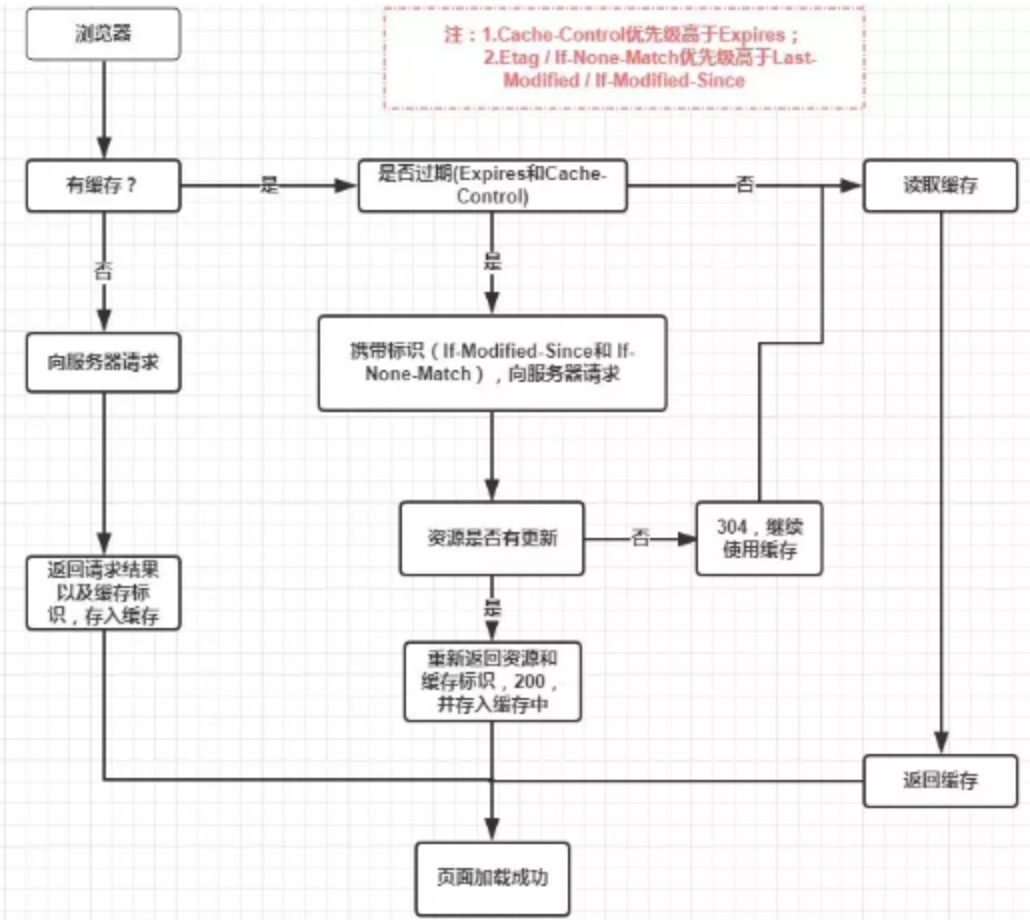 浏览器
注：1.Cache-Control优先级高于Expires；
2.Etag / If-None-Match优先级高于Last-
Modified / If-Modified-Since
有缓存？
是
是否过期(Expires和Cache-
Control)
否
读取缓存
否
是
向服务器请求
携带标识（If-Modified-Since和 If-
None-Match），向服务器请求
资源是否有更新
否
304，继续
使用缓存
返回请求结果
以及缓存标
识，存入缓存
是
重新返回资源和
缓存标识，200，
并存入缓存中
返回缓存
页面加载成功